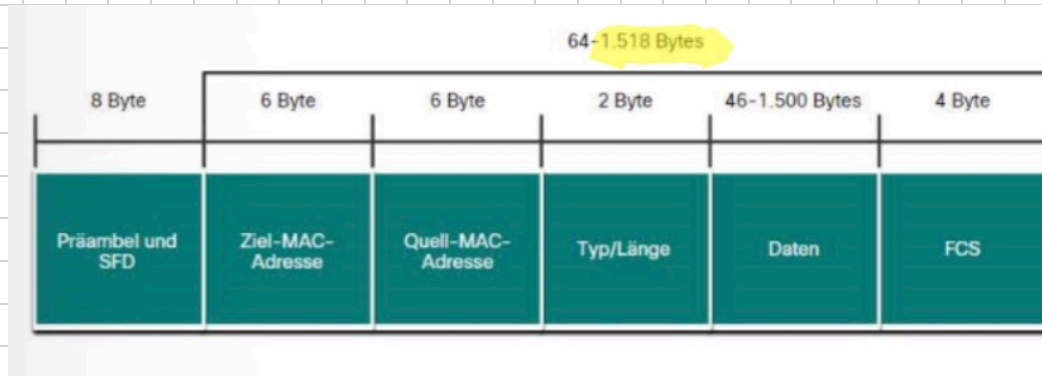 64-1.518 Bytes
8 Byte
6 Byte
6 Byte
2 Byte
46-1.500 Bytes
4 Byte
Präambel und
SFD
Ziel-MAC-
Adresse
Quell-MAC-
Adresse
Typ/Länge
Daten
FCS